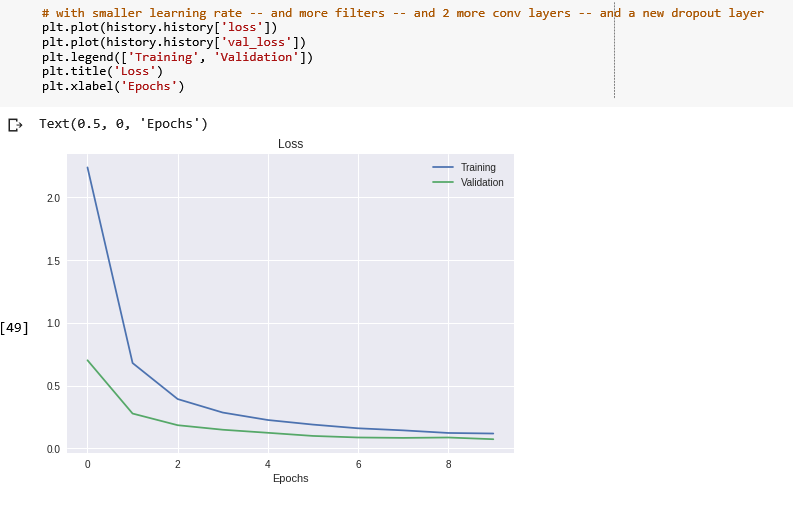 # with smaller learning rate -- and more filters -- and 2 more conv layers -- and a new dropout layer
plt.plot(history.history['loss'])
plt.plot(history.history['val_loss'])
plt.legend(['Training', 'Validation'])
plt.title('Loss')
plt.xlabel('Epochs')
Text(0.5, 0, 'Epochs')
Loss
Training
Validation
2.0
1.5
1.0
[49]
0.5
0.0
0 2 4 6 8
Epochs